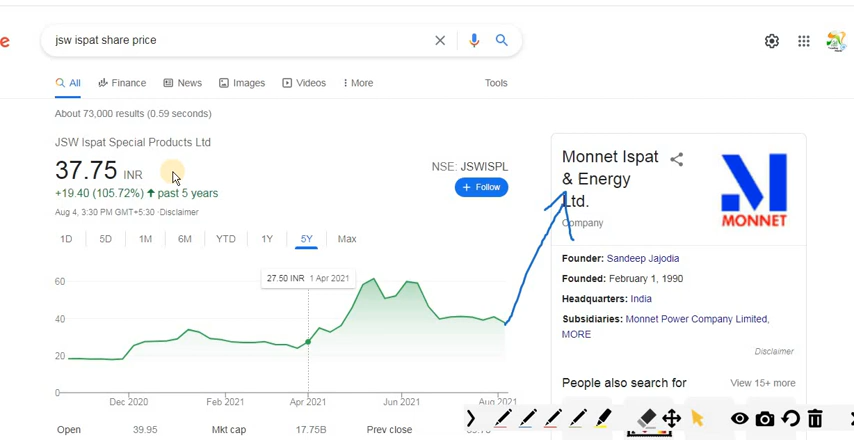 jsw ispat share price
All
Finance
News
Images
Videos
More
Tools
About 73,000 results (0.59 seconds)
JSW Ispat Special Products Ltd
37.75 INR
+19.40 (105.72%) past 5 years
Aug 4, 3:30 PM GMT+5:30 · Disclaimer
NSE: JSWISPL
+ Follow
1D
5D
1M
6M
YTD
1Y
5Y
Max
27.50 INR 1 Apr 2021
60
40
20
0
Dec 2020
Feb 2021
Apr 2021
Jun 2021
Aug 2021
Open 39.95
Mkt cap 17.75B
Prev close
Monnet Ispat
& Energy
Ltd.
Company
MONNET
Founder: Sandeep Jajodia
Founded: February 1, 1990
Headquarters: India
Subsidiaries: Monnet Power Company Limited,
MORE
Disclaimer
People also search for
View 15+ more